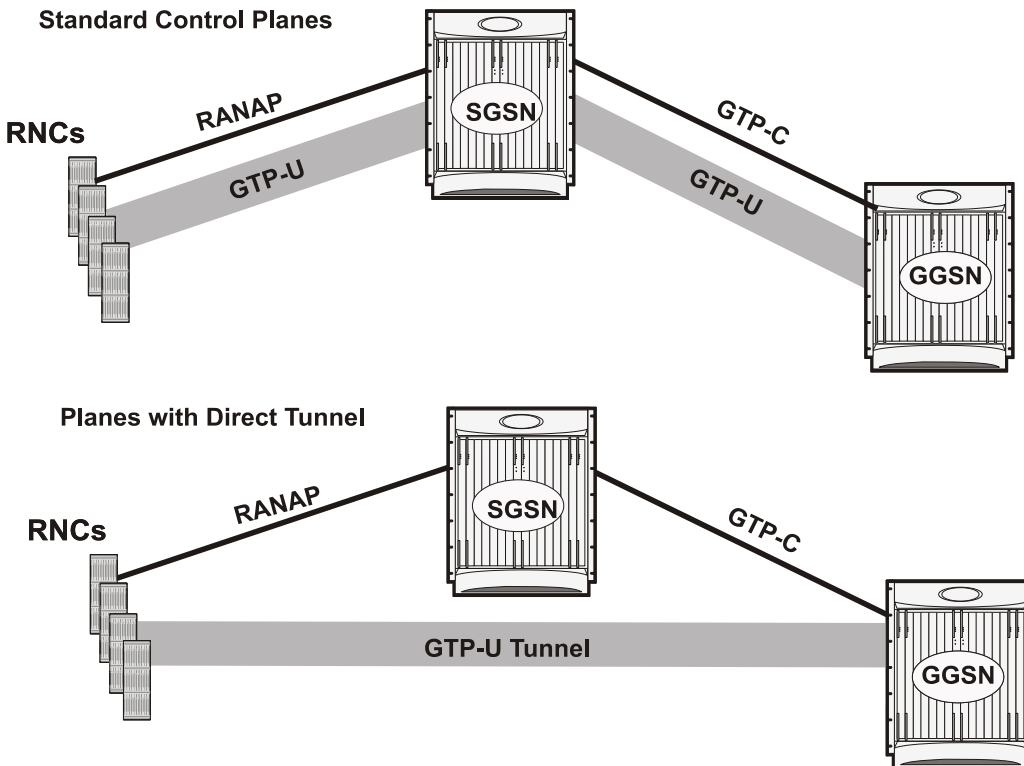 Standard Control Planes
RNCs
RANAP
GTP-U
SGSN
GTP-C
GTP-U
GGSN
Planes with Direct Tunnel
RNCs
RANAP
SGSN
GTP-C
GTP-U Tunnel
GGSN